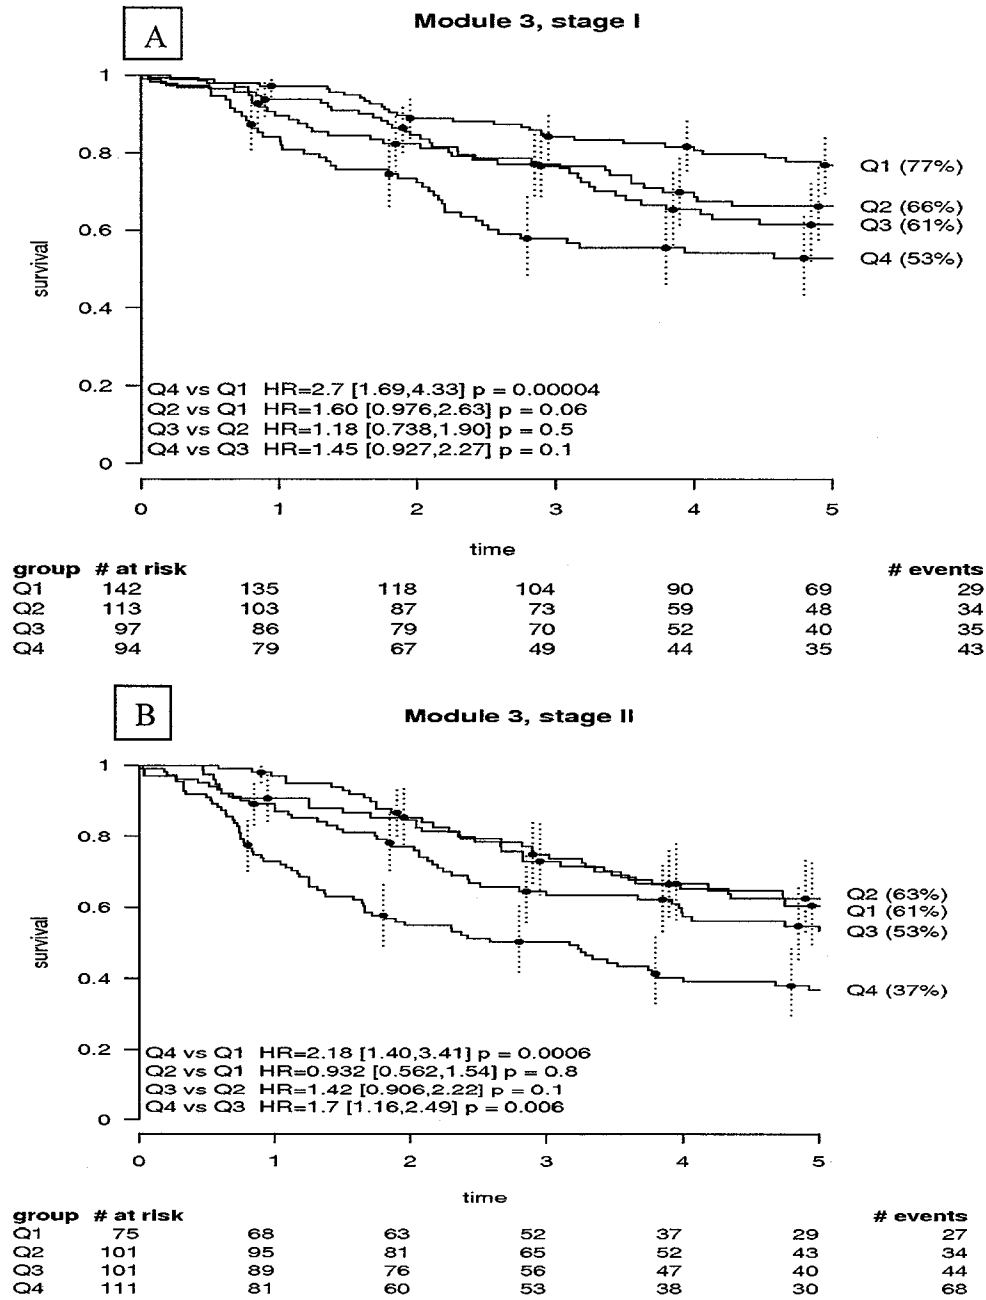 A
Module 3, stage I
1
0.8
0.6
0.4
0.2
0
survival
Q1 (77%)
Q2 (66%)
Q3 (61%)
Q4 (53%)
Q4 vs Q1 HR=2.7 [1.69,4.33] p = 0.00004
Q2 vs Q1 HR=1.60 [0.976,2.63] p = 0.06
Q3 vs Q2 HR=1.18 [0.738,1.90] p = 0.5
Q4 vs Q3 HR=1.45 [0.927,2.27] p = 0.1
0 1 2 3 4 5
time
group # at risk # events
Q1 142 135 118 104 90 69 29
Q2 113 103 87 73 59 48 34
Q3 97 86 79 70 52 40 35
Q4 94 79 67 49 44 35 43
B
Module 3, stage II
1
0.8
0.6
0.4
0.2
0
survival
Q2 (63%)
Q1 (61%)
Q3 (53%)
Q4 (37%)
Q4 vs Q1 HR=2.18 [1.40,3.41] p = 0.0006
Q2 vs Q1 HR=0.932 [0.562,1.54] p = 0.8
Q3 vs Q2 HR=1.42 [0.906,2.22] p = 0.1
Q4 vs Q3 HR=1.7 [1.16,2.49] p = 0.006
0 1 2 3 4 5
time
group # at risk # events
Q1 75 68 63 52 37 29 27
Q2 101 95 81 65 52 43 34
Q3 101 89 76 56 47 40 44
Q4 111 81 60 53 38 30 68